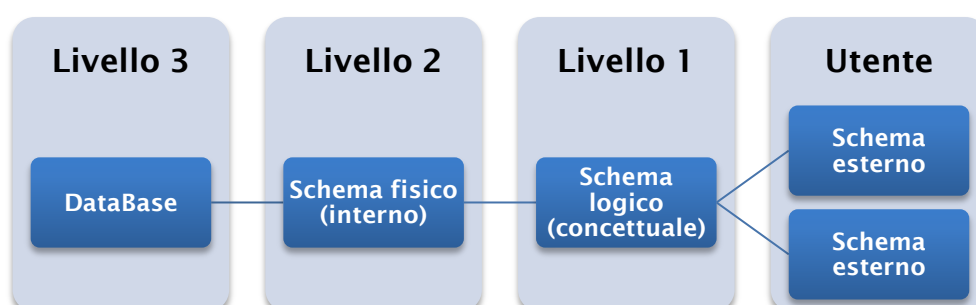 Livello 3
Livello 2
Livello 1
Utente
DataBase
Schema fisico
(interno)
Schema
logico
(concettuale)
Schema
esterno
Schema
esterno